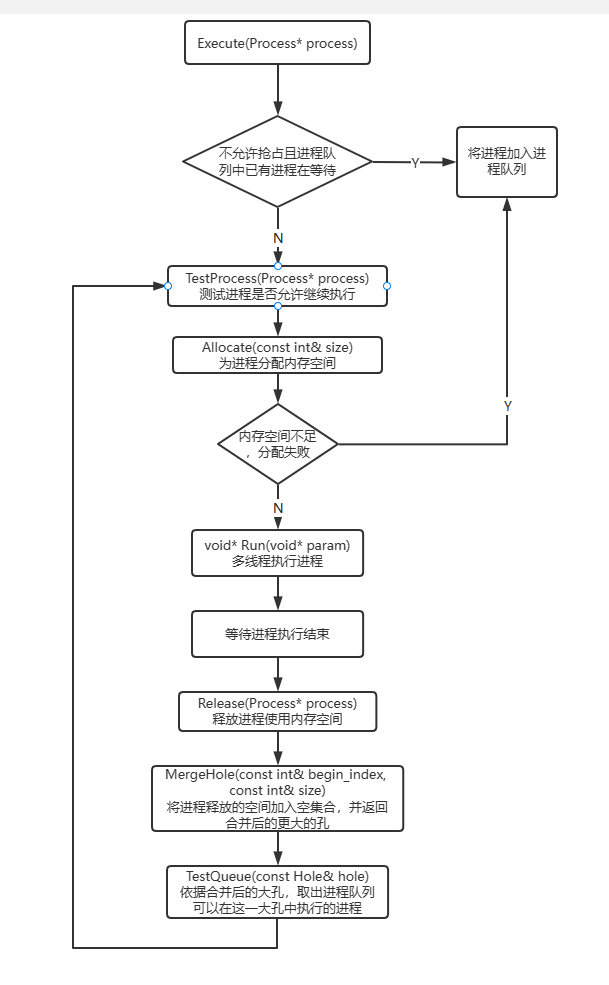 Execute(Process* process)
不允许抢占且进程队
列中已有进程在等待
Y
将进程加入进
程队列
N
TestProcess(Process* process)
测试进程是否允许继续执行
Allocate(const int& size)
为进程分配内存空间
Y
内存空间不足
，分配失败
N
void* Run(void* param)
多线程执行进程
等待进程执行结束
Release(Process* process)
释放进程使用内存空间
MergeHole(const int& begin_index,
const int& size)
将进程释放的空间加入空集合，并返回
合并后的更大的孔
TestQueue(const Hole& hole)
依据合并后的大孔，取出进程队列
可以在这一大孔中执行的进程